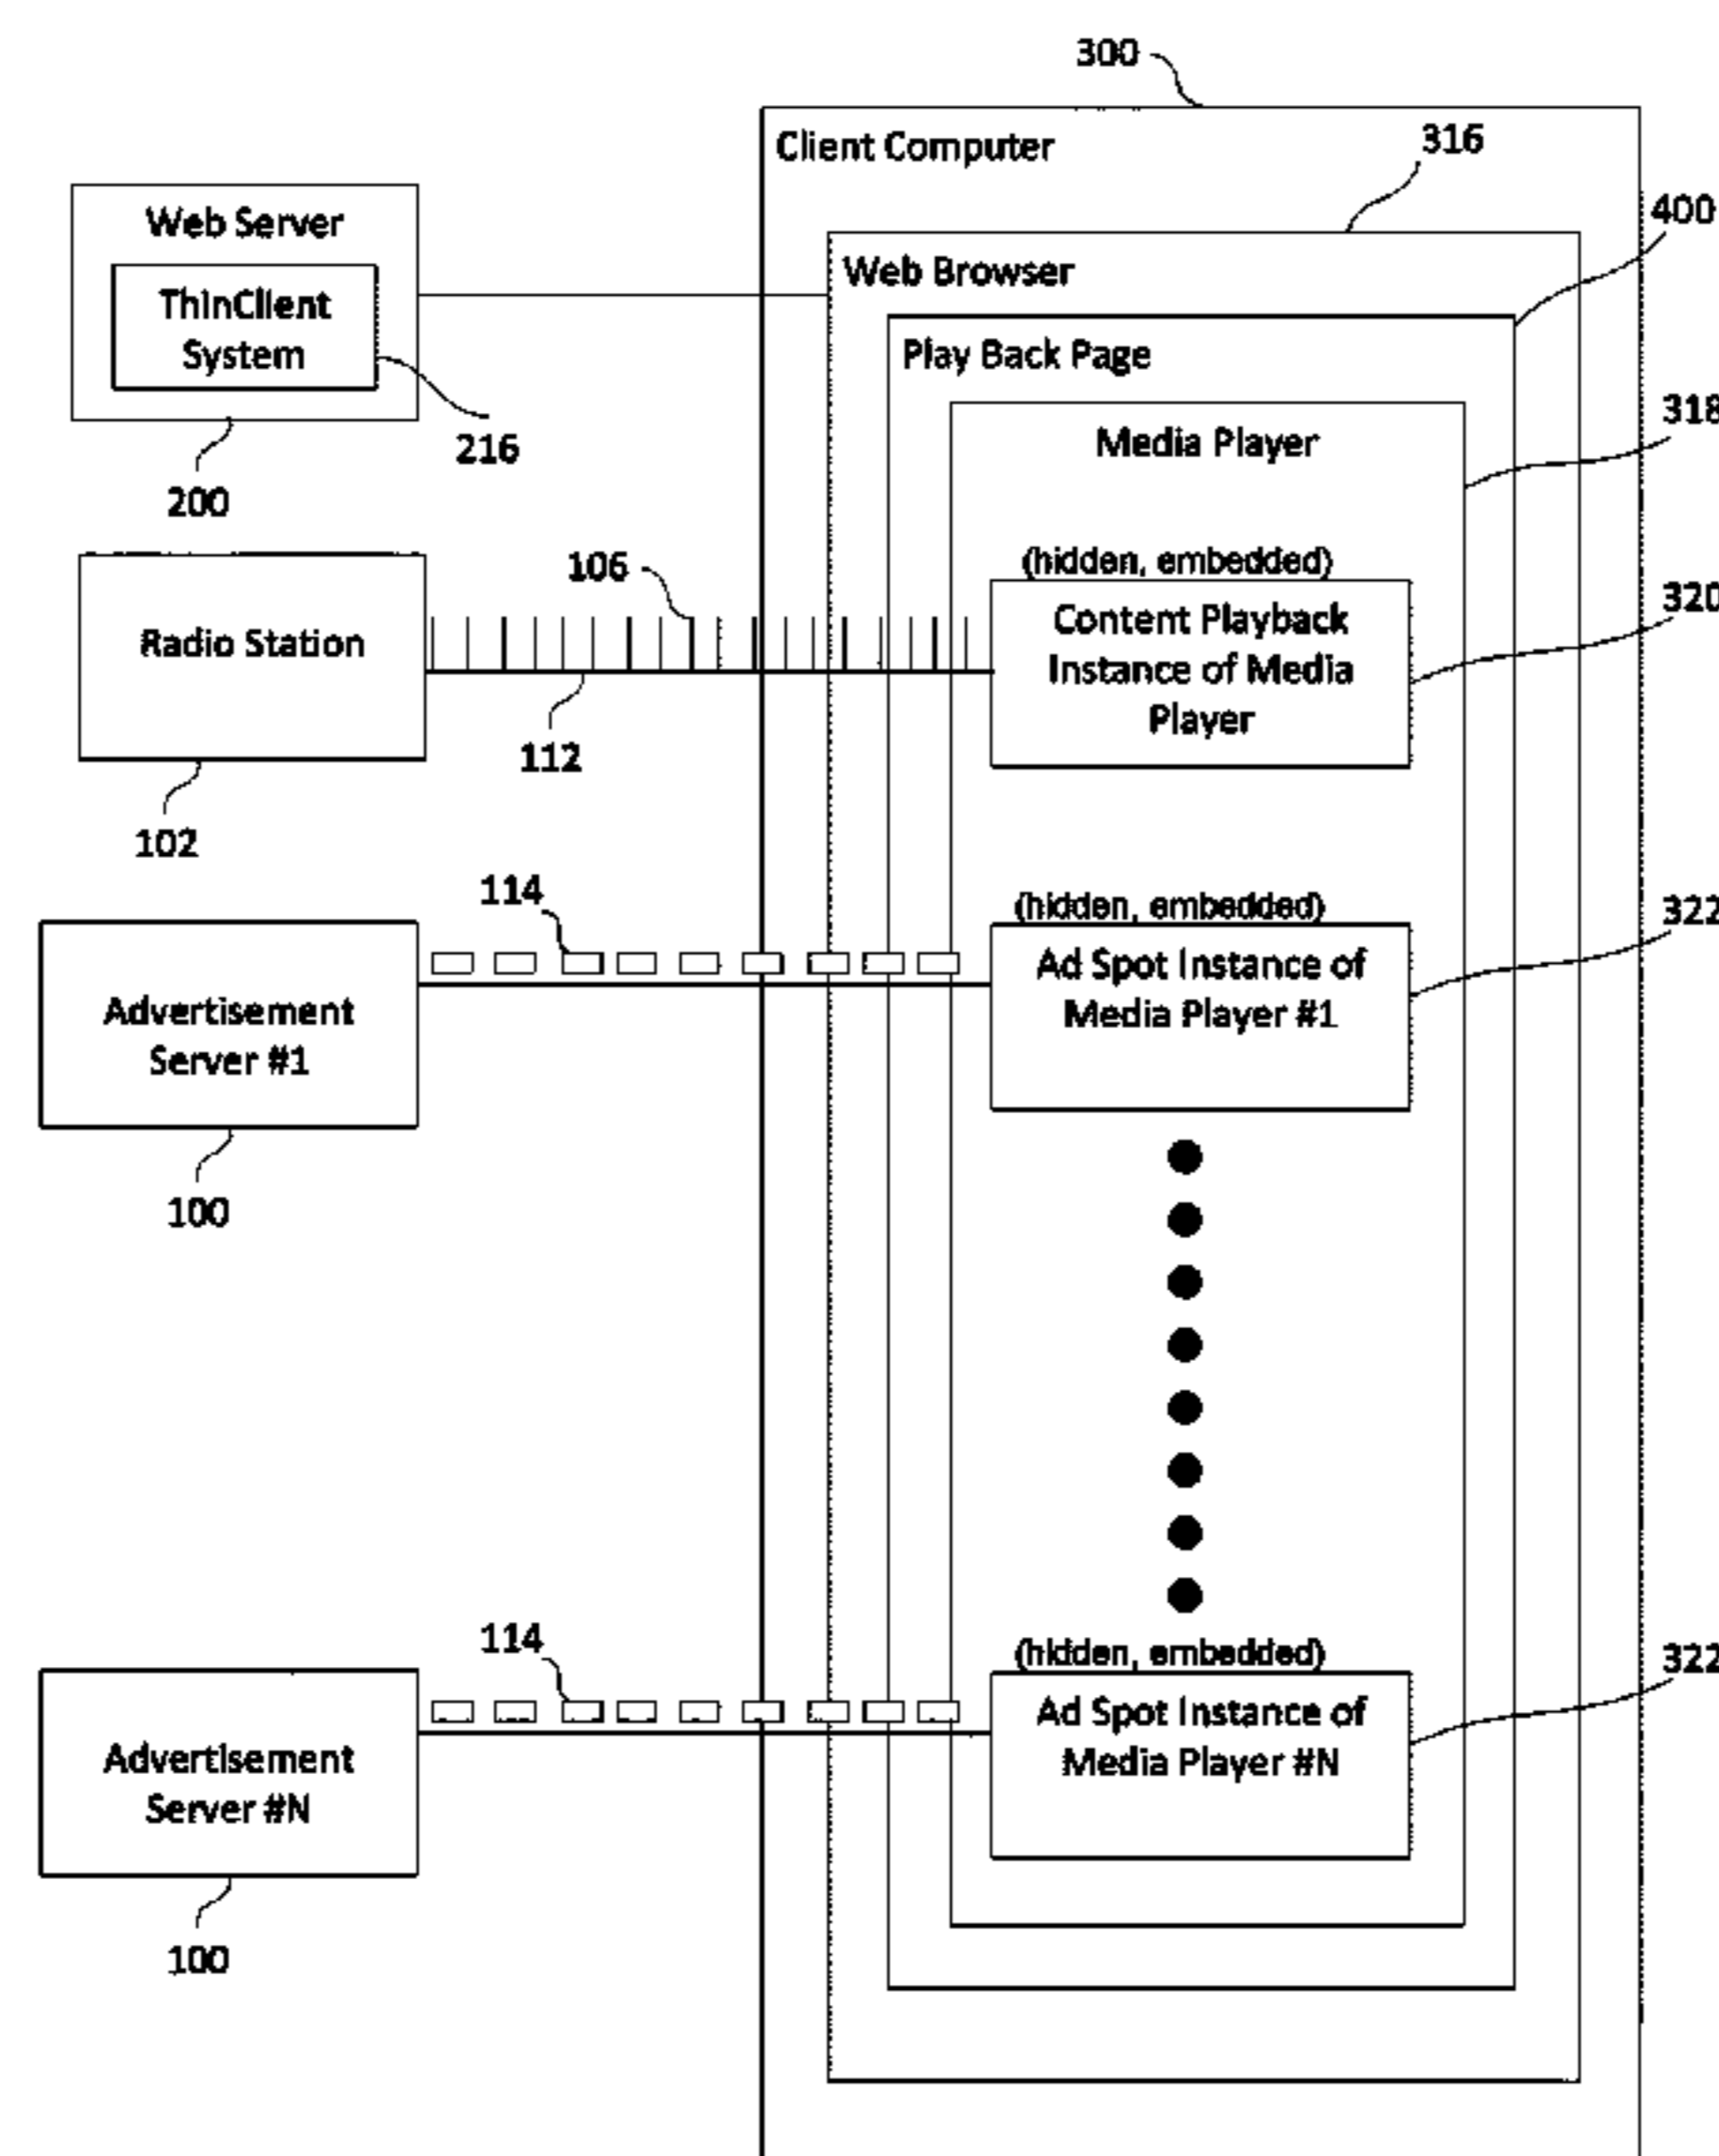 300
Client Computer
316
400
Web Server
Web Browser
ThinClient
System
Play Back Page
318
Media Player
216
200
106
(hidden, embedded)
320
Radio Station
Content Playback
Instance of Media
Player
112
102
114
(hidden, embedded)
322
Advertisement
Server #1
Ad Spot Instance of
Media Player #1
100
114
(hidden, embedded)
322
Advertisement
Server #N
Ad Spot Instance of
Media Player #N
100